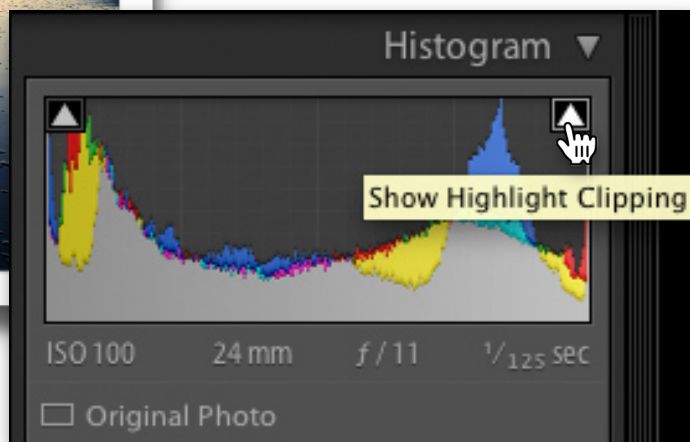 Histogram
Show Highlight Clipping
ISO 100 24 mm ƒ / 11 1/125 sec
Original Photo